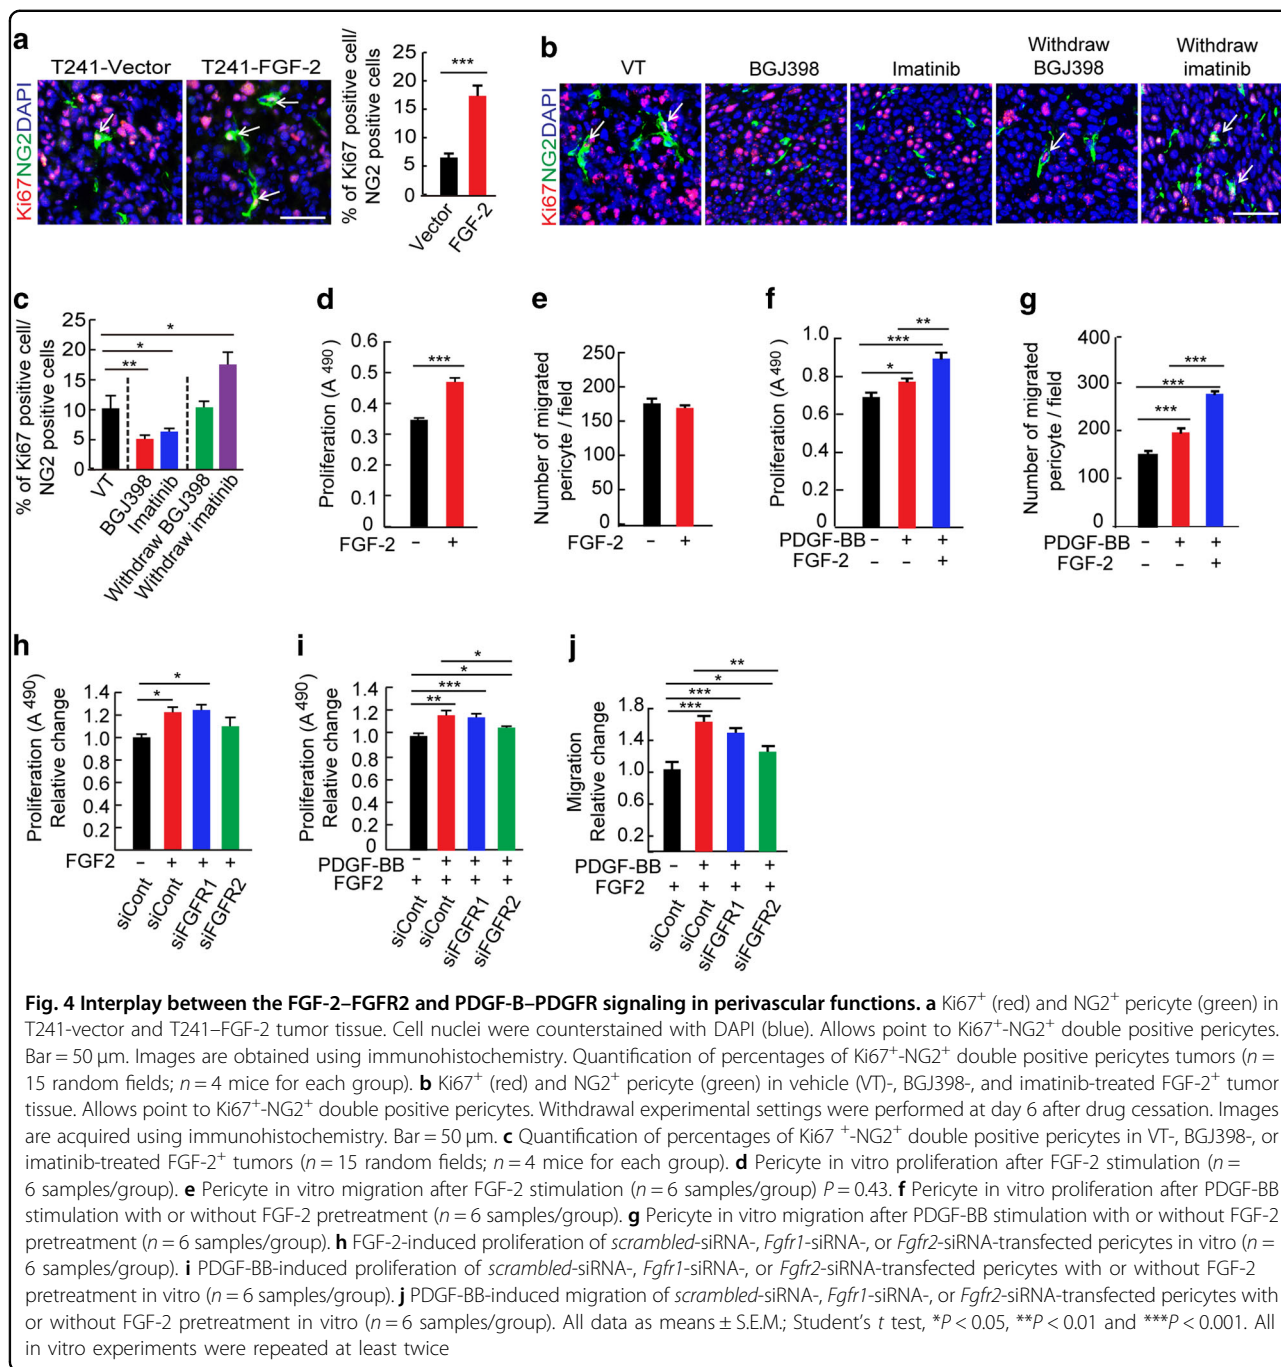 a
T241-Vector
T241-FGF-2
Ki67NG2DAPI
% of Ki67 positive cell/
NG2 positive cells
25
20
15
10
5
0
***
Vector
FGF-2
b
VT
BGJ398
Imatinib
Withdraw
BGJ398
Withdraw
imatinib
Ki67NG2DAPI
c
% of Ki67 positive cell/
NG2 positive cells
25
20
15
10
5
0
*
*
**
VT
BGJ398
Imatinib
Withdraw BGJ398
Withdraw imatinib
d
Proliferation (A 490)
0.6
0.5
0.4
0.3
0.2
0.1
0
***
FGF-2 − +
e
Number of migrated
pericyte / field
250
200
150
100
50
0
FGF-2 − +
f
Proliferation (A 490)
1.0
0.8
0.6
0.4
0.2
0
**
***
*
PDGF-BB − + +
FGF-2 − − +
g
Number of migrated
pericyte / field
400
300
200
100
0
***
***
***
PDGF-BB − + +
FGF-2 − − +
h
Proliferation (A 490)
Relative change
1.4
1.2
1.0
0.8
0.6
0.4
0.2
*
*
FGF2 − + + +
siCont
siCont
siFGFR1
siFGFR2
i
Proliferation (A 490)
Relative change
1.4
1.2
1.0
0.8
0.6
0.4
0.2
0
*
*
***
**
PDGF-BB − + + +
FGF2 + + + +
siCont
siCont
siFGFR1
siFGFR2
j
Migration
Relative change
1.8
1.4
1.0
0.6
0.2
**
*
***
***
PDGF-BB − + + +
FGF2 + + + +
siCont
siCont
siFGFR1
siFGFR2
Fig. 4 Interplay between the FGF-2–FGFR2 and PDGF-B–PDGFR signaling in perivascular functions. a Ki67+ (red) and NG2+ pericyte (green) in
T241-vector and T241–FGF-2 tumor tissue. Cell nuclei were counterstained with DAPI (blue). Allows point to Ki67+-NG2+ double positive pericytes.
Bar = 50 µm. Images are obtained using immunohistochemistry. Quantification of percentages of Ki67+-NG2+ double positive pericytes tumors (n =
15 random fields; n = 4 mice for each group). b Ki67+ (red) and NG2+ pericyte (green) in vehicle (VT)-, BGJ398-, and imatinib-treated FGF-2+ tumor
tissue. Allows point to Ki67+-NG2+ double positive pericytes. Withdrawal experimental settings were performed at day 6 after drug cessation. Images
are acquired using immunohistochemistry. Bar = 50 µm. c Quantification of percentages of Ki67 +-NG2+ double positive pericytes in VT-, BGJ398-, or
imatinib-treated FGF-2+ tumors (n = 15 random fields; n = 4 mice for each group). d Pericyte in vitro proliferation after FGF-2 stimulation (n =
6 samples/group). e Pericyte in vitro migration after FGF-2 stimulation (n = 6 samples/group) P = 0.43. f Pericyte in vitro proliferation after PDGF-BB
stimulation with or without FGF-2 pretreatment (n = 6 samples/group). g Pericyte in vitro migration after PDGF-BB stimulation with or without FGF-2
pretreatment (n = 6 samples/group). h FGF-2-induced proliferation of scrambled-siRNA-, Fgfr1-siRNA-, or Fgfr2-siRNA-transfected pericytes in vitro (n =
6 samples/group). i PDGF-BB-induced proliferation of scrambled-siRNA-, Fgfr1-siRNA-, or Fgfr2-siRNA-transfected pericytes with or without FGF-2
pretreatment in vitro (n = 6 samples/group). j PDGF-BB-induced migration of scrambled-siRNA-, Fgfr1-siRNA-, or Fgfr2-siRNA-transfected pericytes with
or without FGF-2 pretreatment in vitro (n = 6 samples/group). All data as means ± S.E.M.; Student's t test, *P < 0.05, **P < 0.01 and ***P < 0.001. All
in vitro experiments were repeated at least twice